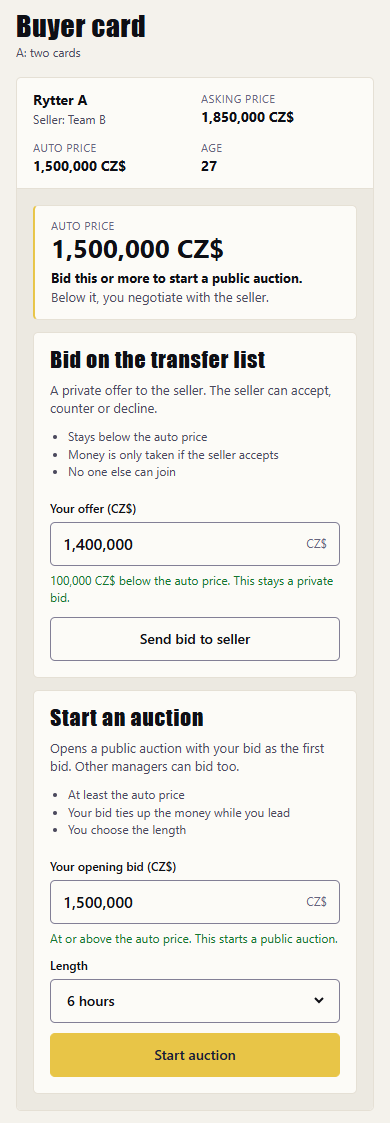 Buyer card
A: two cards
Rytter A
Seller: Team B
ASKING PRICE
1,850,000 CZ$
AUTO PRICE
1,500,000 CZ$
AGE
27
AUTO PRICE
1,500,000 CZ$
Bid this or more to start a public auction.
Below it, you negotiate with the seller.
Bid on the transfer list
A private offer to the seller. The seller can accept,
counter or decline.
• Stays below the auto price
• Money is only taken if the seller accepts
• No one else can join
Your offer (CZ$)
1,400,000 CZ$
100,000 CZ$ below the auto price. This stays a private
bid.
Send bid to seller
Start an auction
Opens a public auction with your bid as the first
bid. Other managers can bid too.
• At least the auto price
• Your bid ties up the money while you lead
• You choose the length
Your opening bid (CZ$)
1,500,000 CZ$
At or above the auto price. This starts a public auction.
Length
6 hours
Start auction